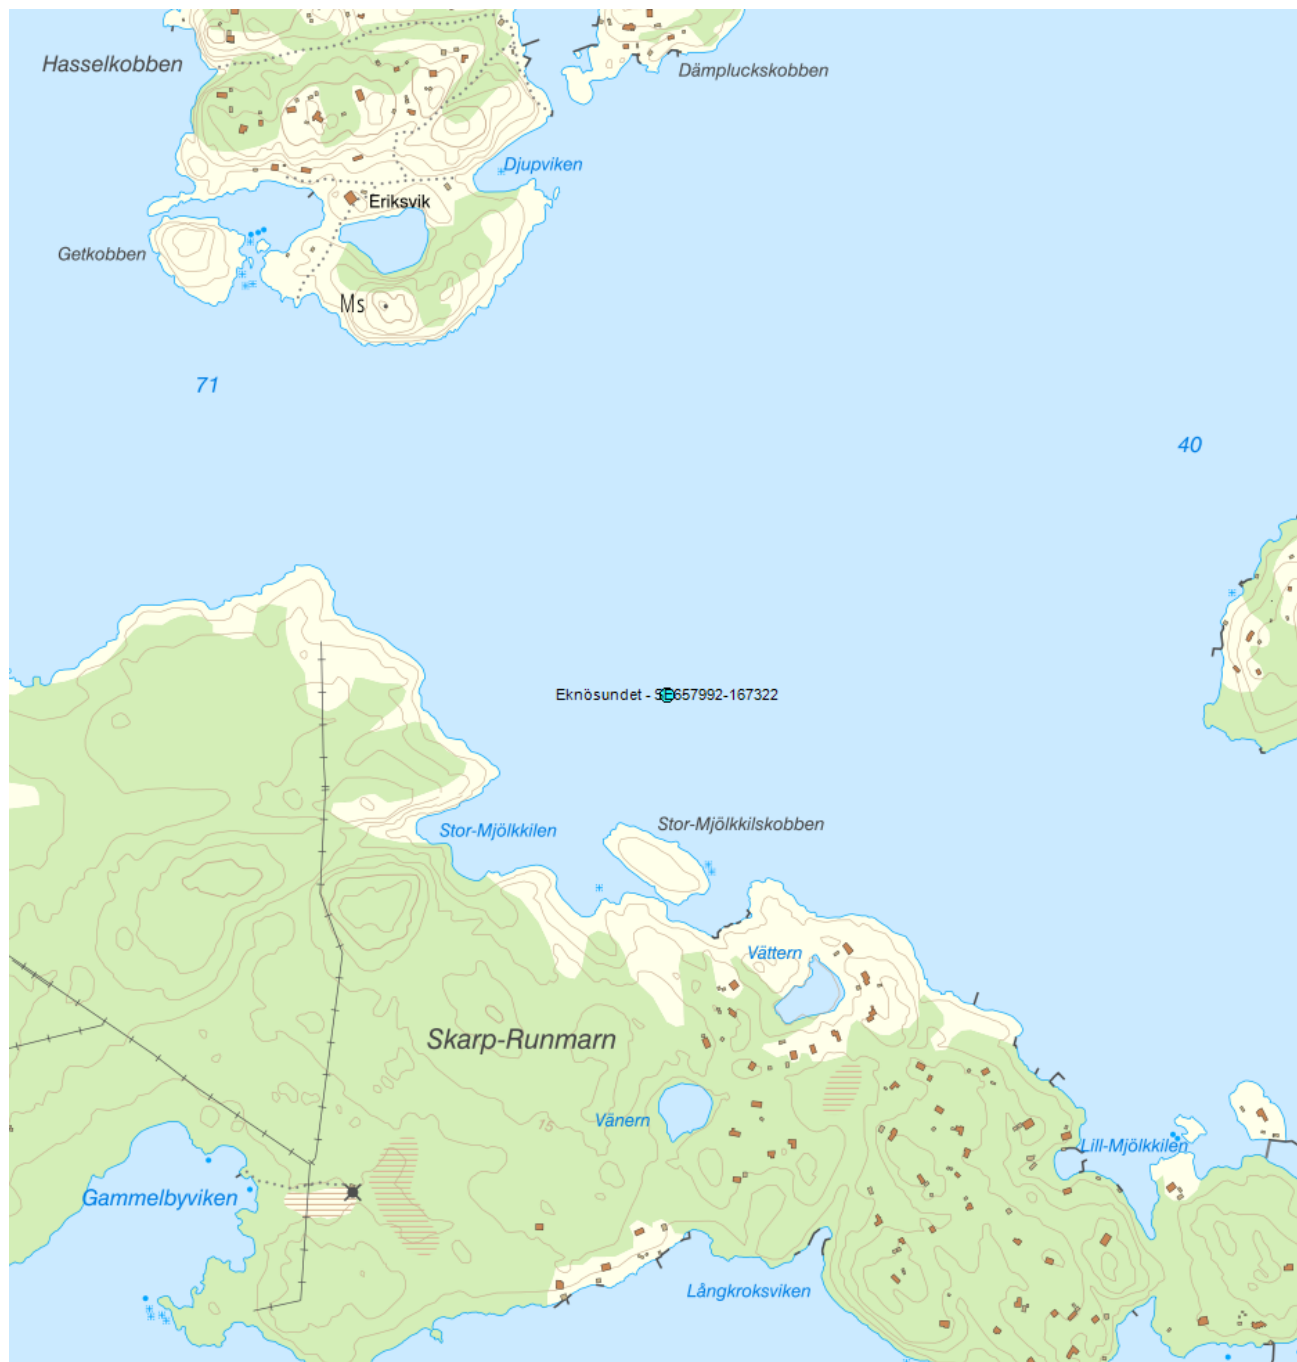 Hasselkobben
Dämpluckskobben
Djupviken
Eriksvik
Getkobben
Ms
71
40
Eknösundet - SE657992-167322
Stor-Mjölkkilen
Stor-Mjölkkilskobben
Vättern
Skarp-Runmarn
Vänern
15
Lill-Mjölkkilen
Gammelbyviken
Långkroksviken